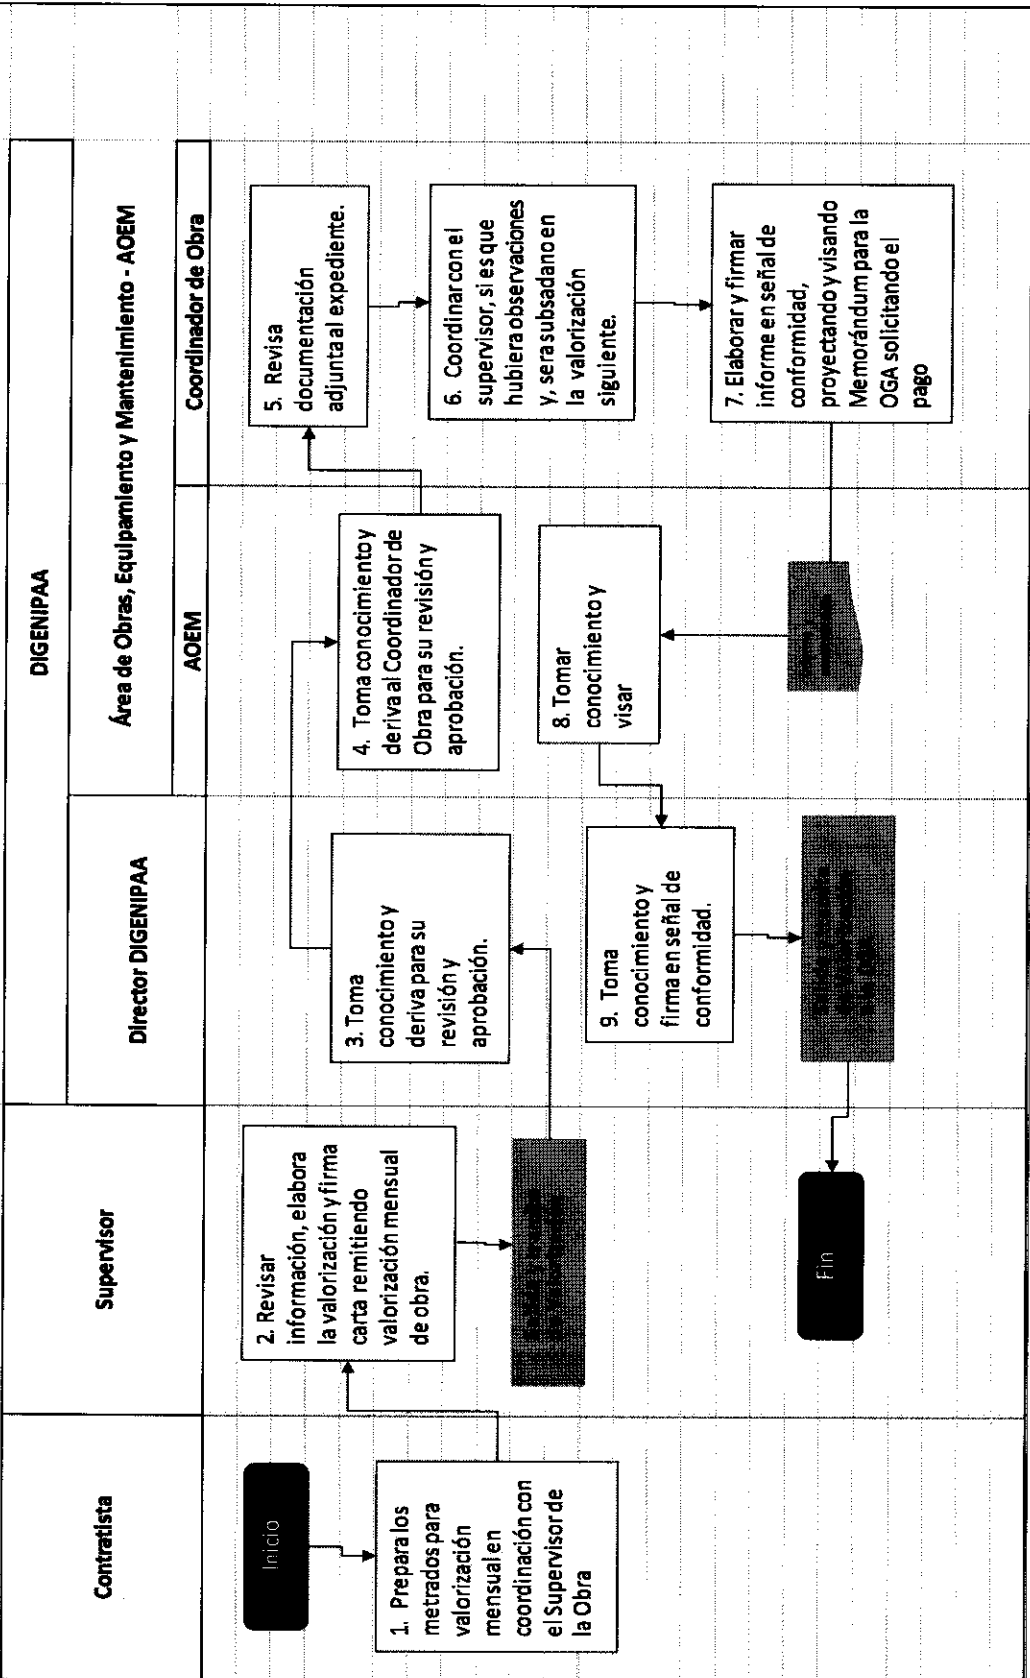 DIGENIPAA
Contratista
Supervisor
Director DIGENIPAA
Área de Obras, Equipamiento y Mantenimiento - AOEM
AOEM
Coordinador de Obra
Inicio
1. Prepara los
metrados para
valorización
mensual en
coordinación con
el Supervisor de
la Obra
2. Revisar
información, elabora
la valorización y firma
carta remitiendo
valorización mensual
de obra.
3. Toma
conocimiento y
deriva para su
revisión y
aprobación.
4. Toma conocimiento y
deriva al Coordinador de
Obra para su revisión y
aprobación.
5. Revisa
documentación
adjunta al expediente.
6. Coordinar con el
supervisor, si es que
hubiera observaciones
y, sera subsadano en
la valorización
siguiente.
7. Elaborar y firmar
informe en señal de
conformidad,
proyectando y visando
Memorándum para la
OGA solicitando el
pago
8. Tomar
conocimiento y
visar
9. Toma
conocimiento y
firma en señal de
conformidad.
Fin